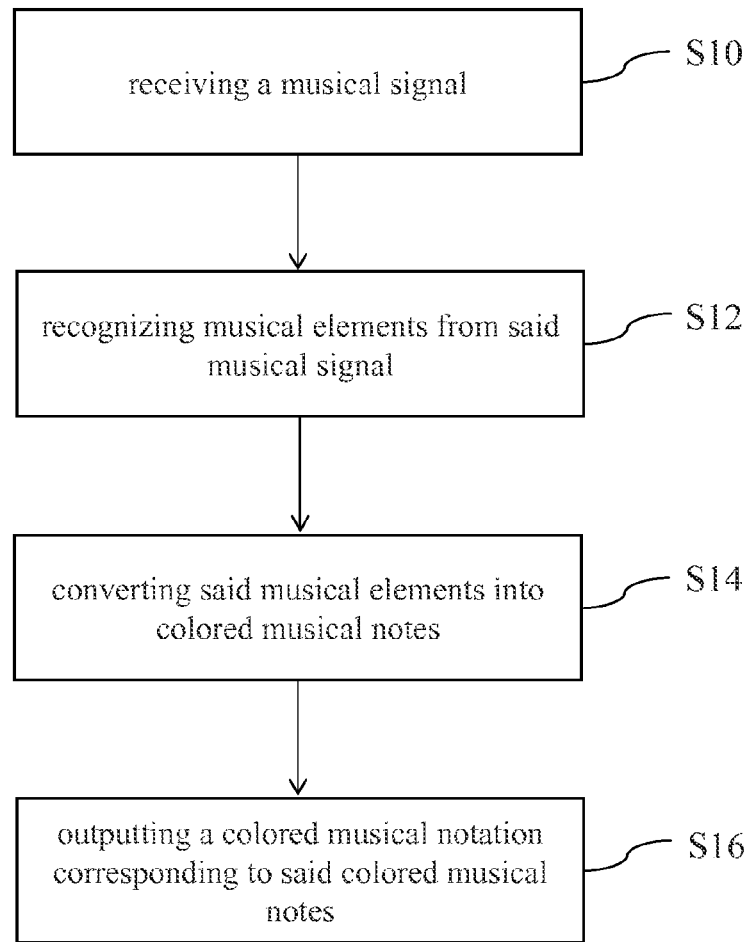 receiving a musical signal
S10
recognizing musical elements from said
musical signal
S12
converting said musical elements into
colored musical notes
S14
outputting a colored musical notation
corresponding to said colored musical
notes
S16